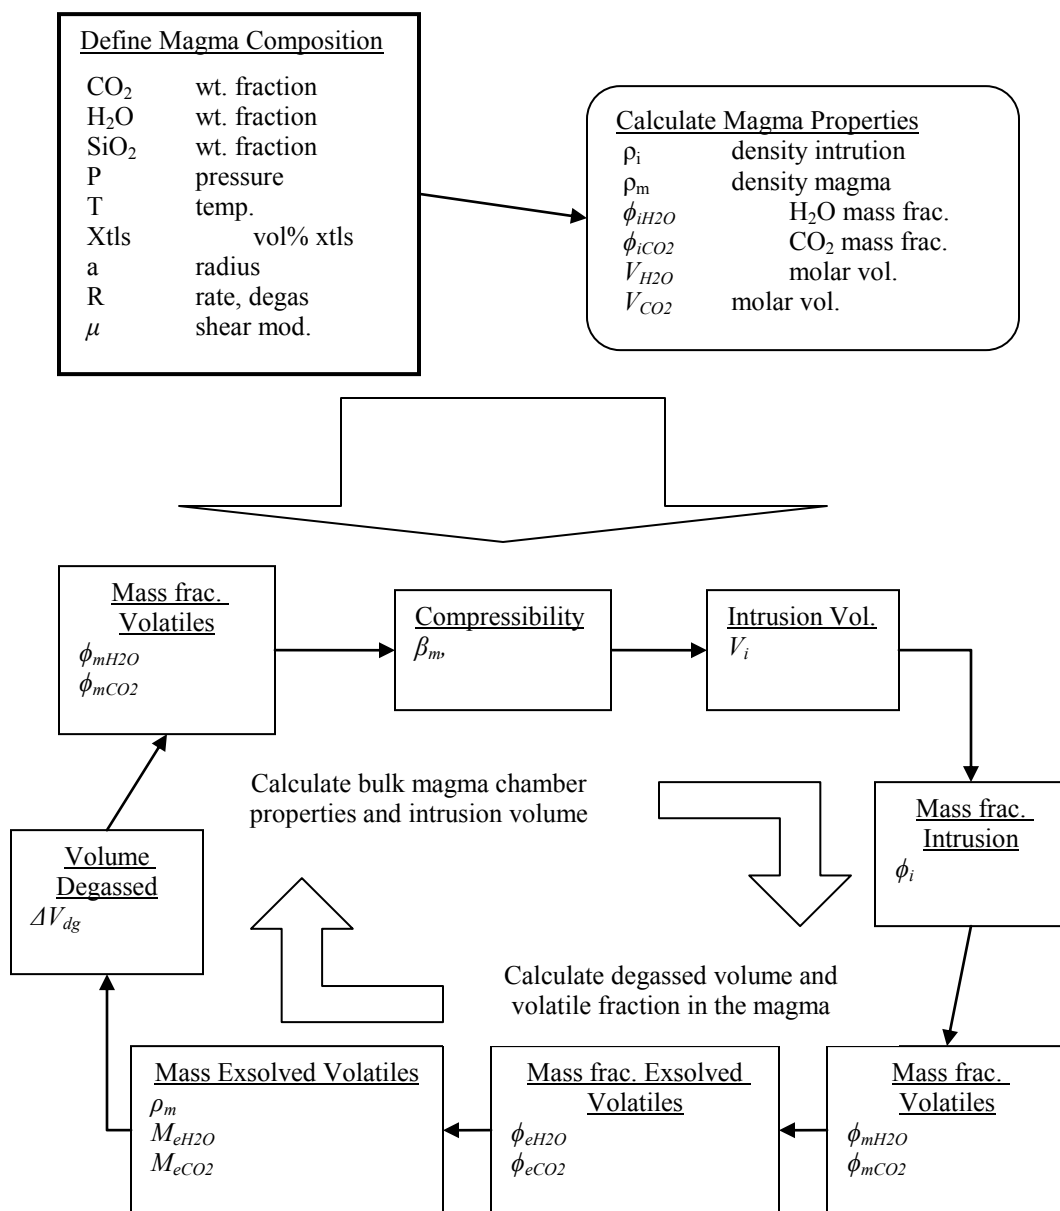 Define Magma Composition
CO₂ wt. fraction
H₂O wt. fraction
SiO₂ wt. fraction
P pressure
T temp.
Xtls vol% xtls
a radius
R rate, degas
μ shear mod.
Calculate Magma Properties
ρᵢ density intrution
ρₘ density magma
ϕiH2O H₂O mass frac.
ϕiCO2 CO₂ mass frac.
VH2O molar vol.
VCO2 molar vol.
Mass frac.
Volatiles
ϕmH2O
ϕmCO2
Compressibility
βm,
Intrusion Vol.
Vi
Calculate bulk magma chamber
properties and intrusion volume
Mass frac.
Intrusion
ϕi
Volume
Degassed
ΔVdg
Calculate degassed volume and
volatile fraction in the magma
Mass Exsolved Volatiles
ρm
MeH2O
MeCO2
Mass frac. Exsolved
Volatiles
ϕeH2O
ϕeCO2
Mass frac.
Volatiles
ϕmH2O
ϕmCO2